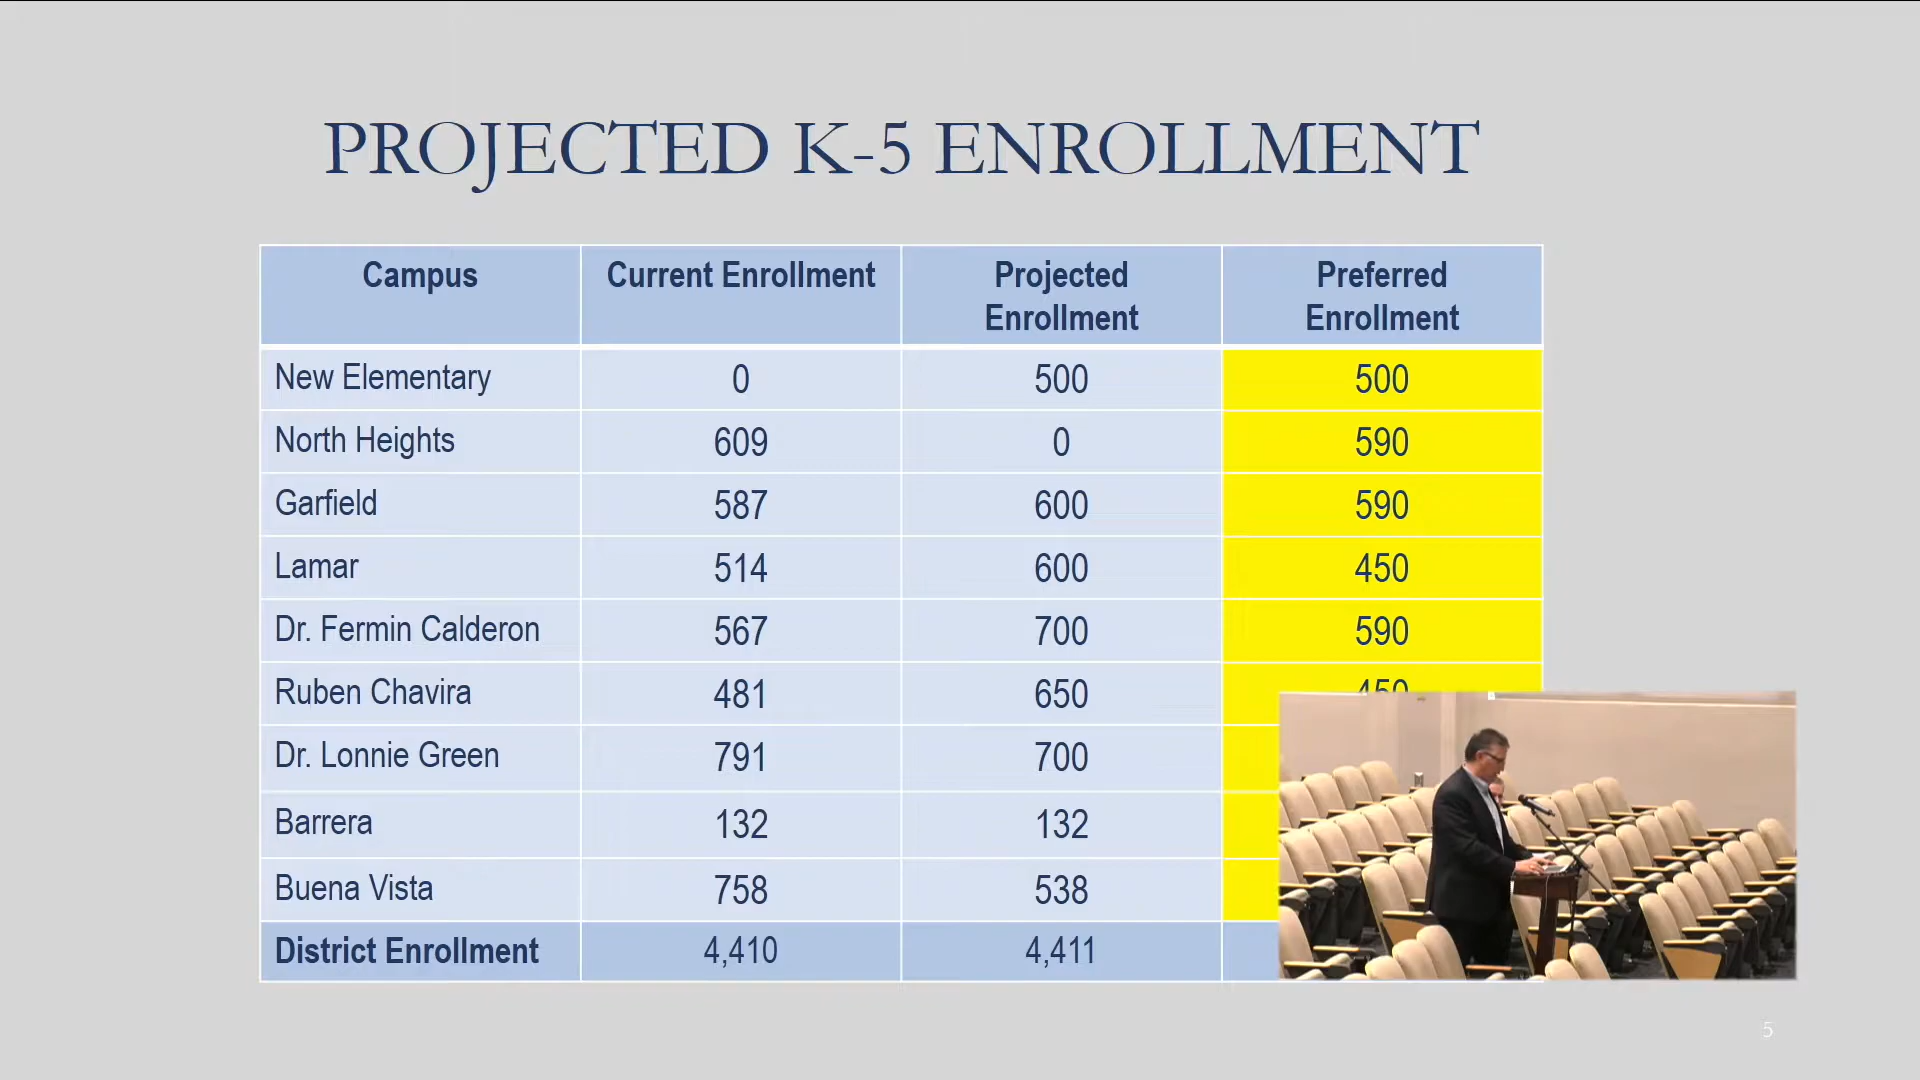 PROJECTED K-5 ENROLLMENT
Campus Current Enrollment Projected Enrollment Preferred Enrollment
New Elementary 0 500 500
North Heights 609 0 590
Garfield 587 600 590
Lamar 514 600 450
Dr. Fermin Calderon 567 700 590
Ruben Chavira 481 650 450
Dr. Lonnie Green 791 700
Barrera 132 132
Buena Vista 758 538
District Enrollment 4,410 4,411
5